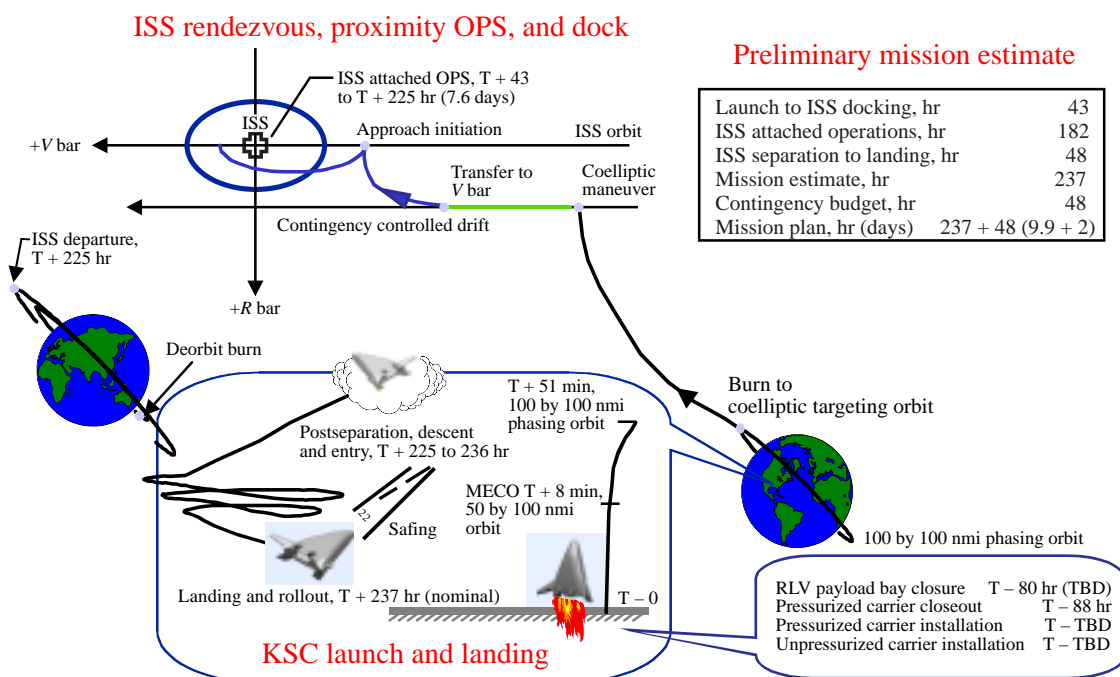 ISS rendezvous, proximity OPS, and dock
Preliminary mission estimate
ISS attached OPS, T + 43
to T + 225 hr (7.6 days)
ISS
Approach initiation
ISS orbit
+V bar
Transfer to
V bar
Coelliptic
maneuver
Contingency controlled drift
+R bar
Launch to ISS docking, hr 43
ISS attached operations, hr 182
ISS separation to landing, hr 48
Mission estimate, hr 237
Contingency budget, hr 48
Mission plan, hr (days) 237 + 48 (9.9 + 2)
ISS departure,
T + 225 hr
Deorbit burn
T + 51 min,
100 by 100 nmi
phasing orbit
Burn to
coelliptic targeting orbit
Postseparation, descent
and entry, T + 225 to 236 hr
MECO T + 8 min,
50 by 100 nmi
orbit
22
Safing
100 by 100 nmi phasing orbit
Landing and rollout, T + 237 hr (nominal)
T – 0
KSC launch and landing
RLV payload bay closure T – 80 hr (TBD)
Pressurized carrier closeout T – 88 hr
Pressurized carrier installation T – TBD
Unpressurized carrier installation T – TBD